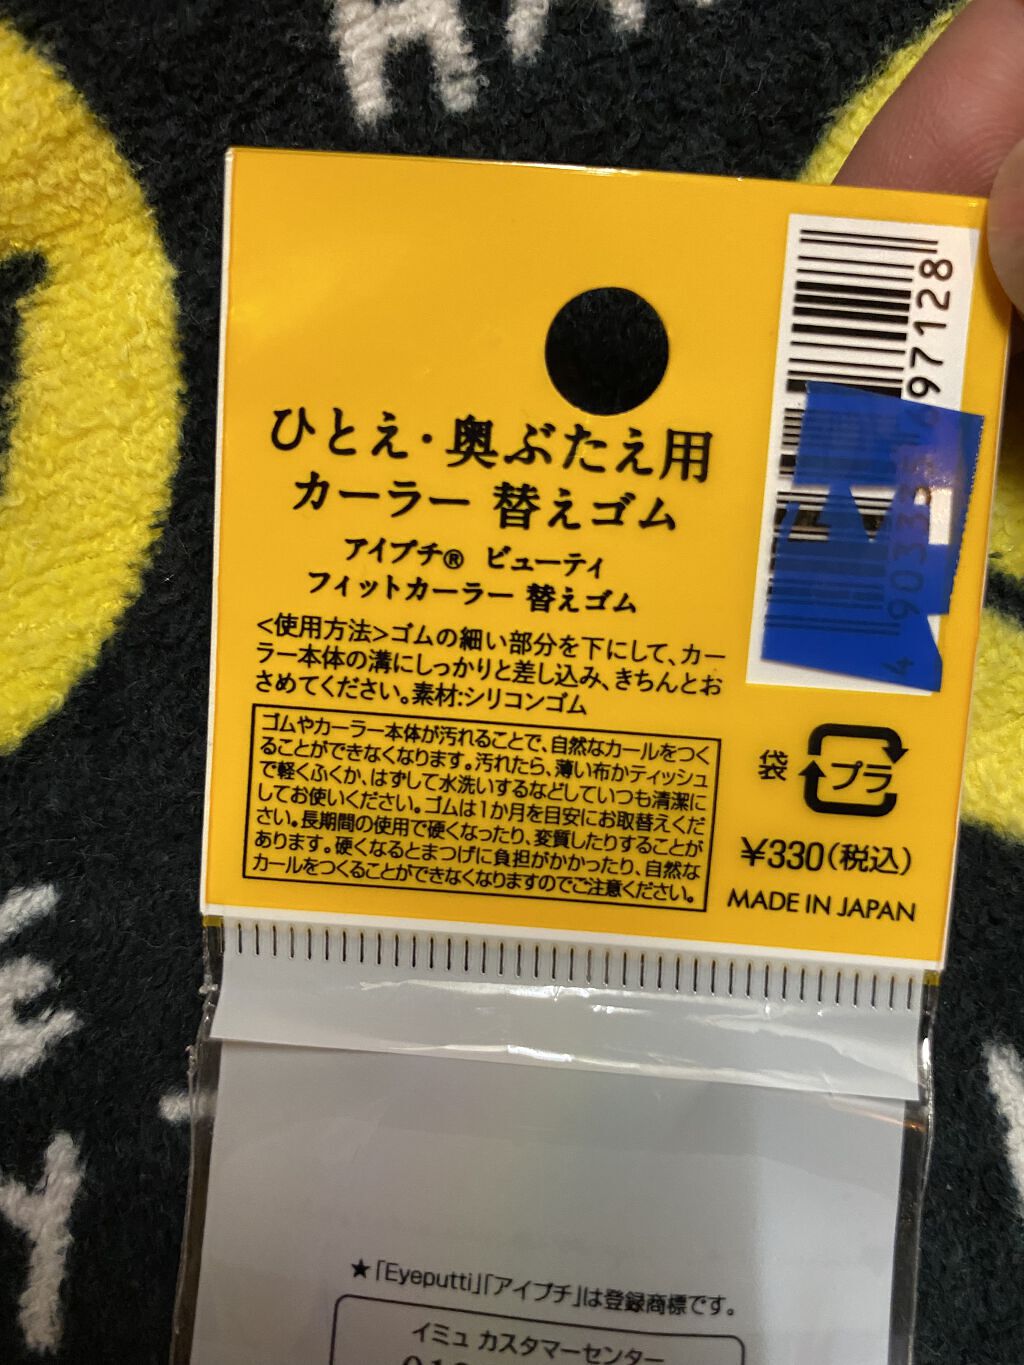 ひとえ・奥ぶたえ用
カーラー 替えゴム
アイプチ® ビューティ
フィットカーラー 替えゴム
<使用方法>ゴムの細い部分を下にして、カー
ラー本体の溝にしっかりと差し込み、きちんとお
さめてください。素材:シリコンゴム
ゴムやカーラー本体が汚れることで、自然なカールをつく
ることができなくなります。汚れたら、薄い布かティッシュ
で軽くふくか、はずして水洗いするなどしていつも清潔に
してお使いください。ゴムは1か月を目安にお取替えくだ
さい。長期間の使用で硬くなったり、変質したりすることが
あります。硬くなるとまつげに負担がかかったり、自然な
カールをつくることができなくなりますのでご注意ください。
袋
プラ
¥330(税込)
MADE IN JAPAN
★「Eyeputti」「アイプチ」は登録商標です。
イミュ カスタマーセンター